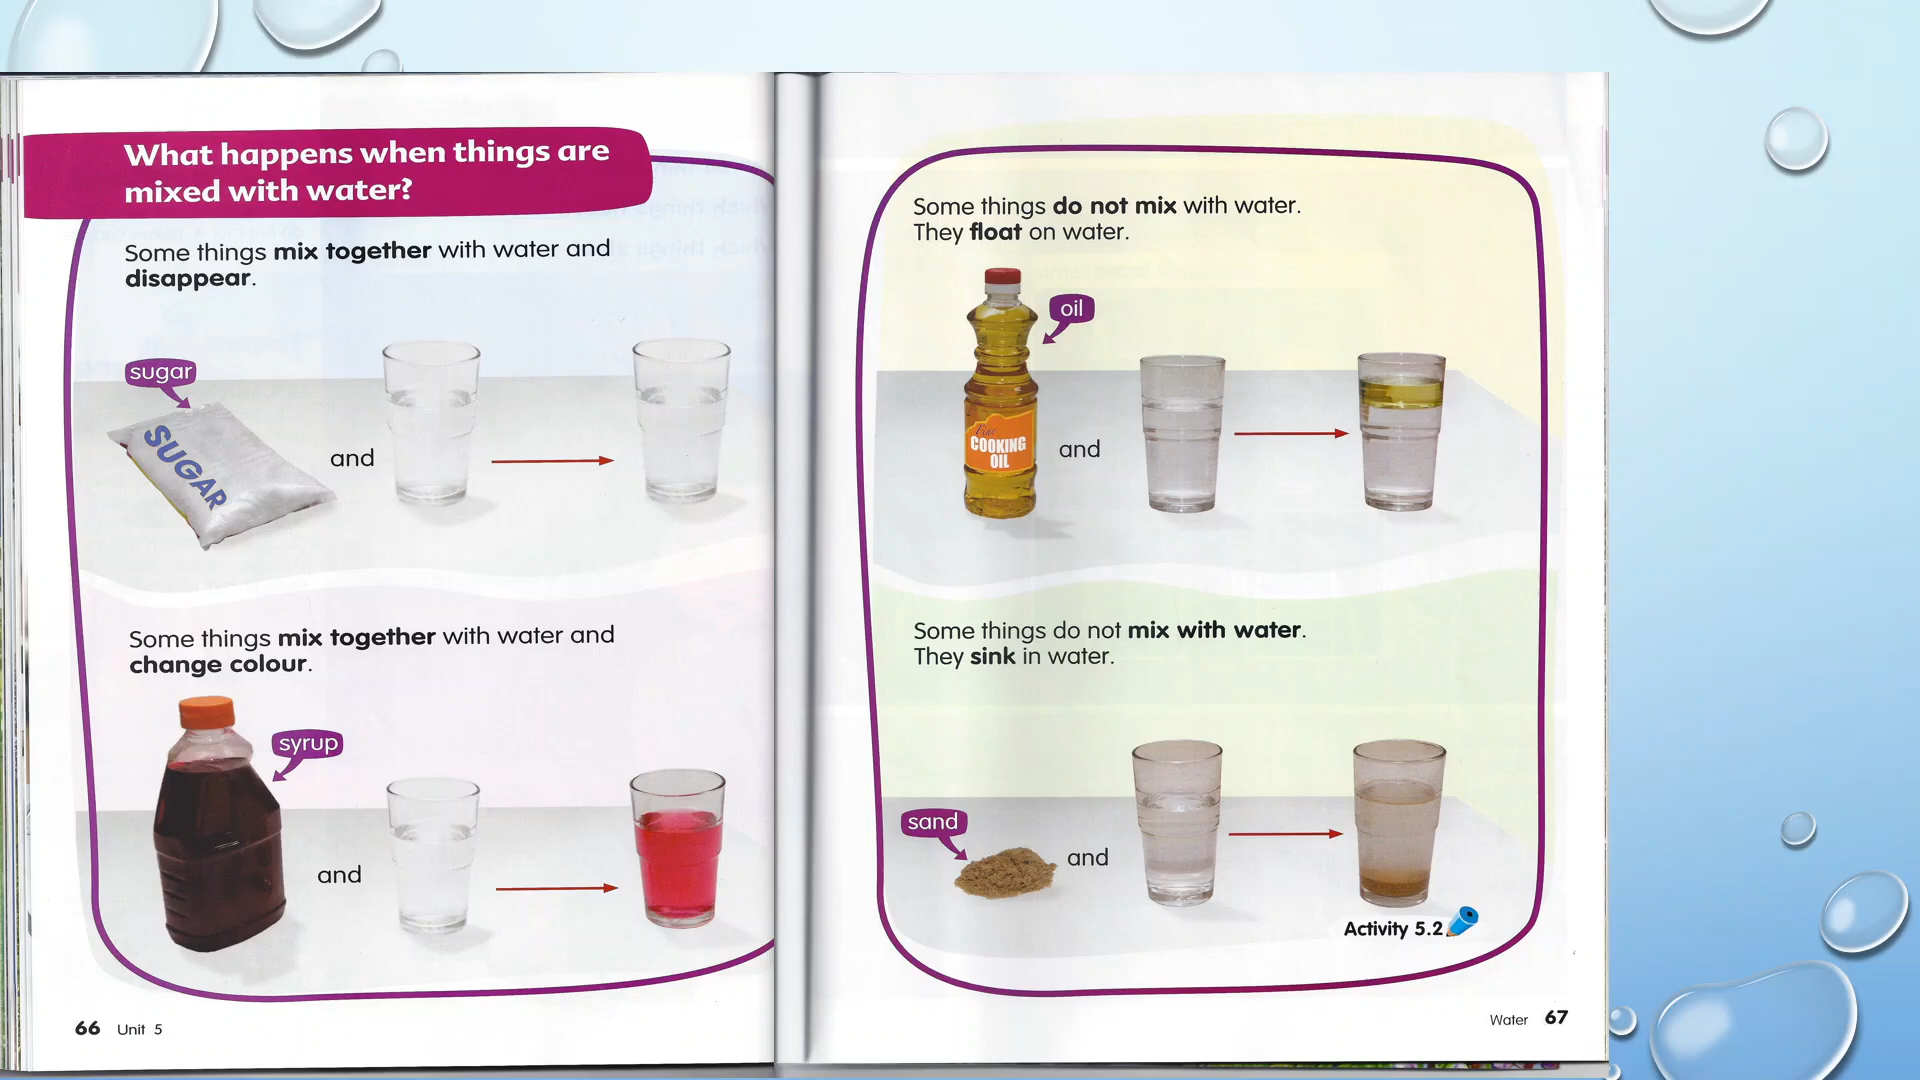 What happens when things are
mixed with water?
Some things mix together with water and
disappear.
sugar
SUGAR
and
Some things mix together with water and
change colour.
syrup
and
66 Unit 5
Some things do not mix with water.
They float on water.
oil
Fine
COOKING
OIL
and
Some things do not mix with water.
They sink in water.
sand
and
Activity 5.2
Water 67